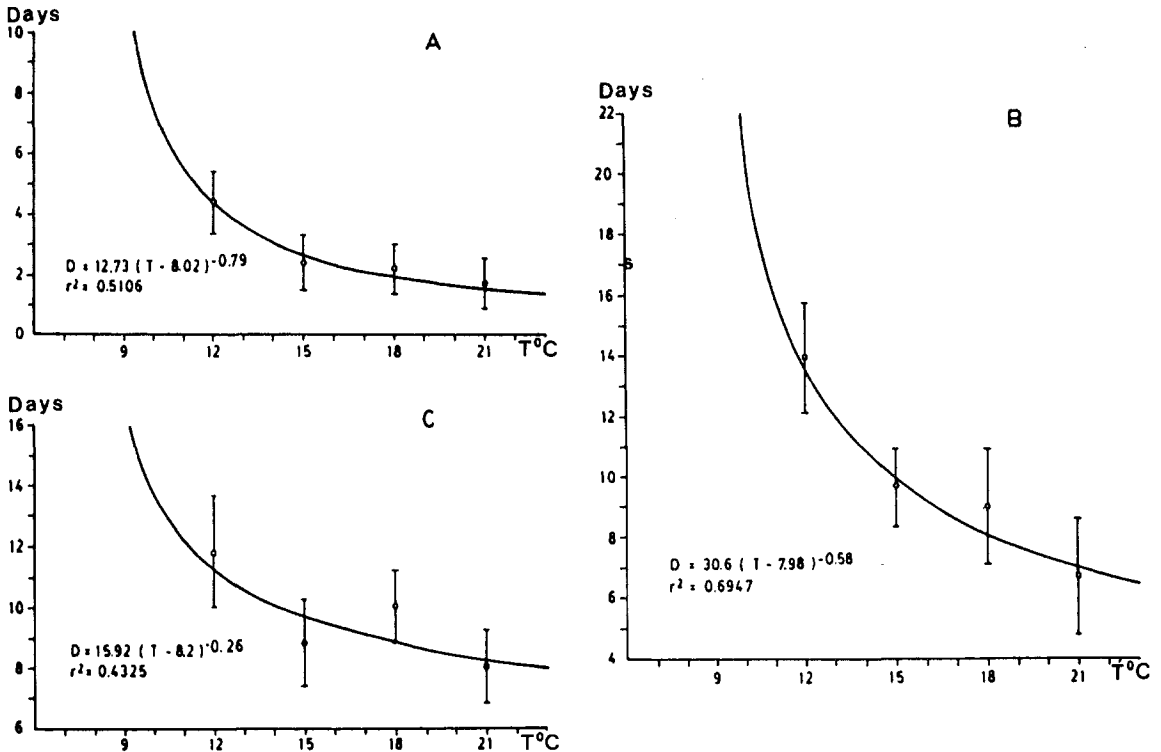 Days
A
10
8
6
4
2
0
D = 12.73 ( T - 8.02 )^-0.79
r² = 0.5106
9 12 15 18 21 T°C
Days
C
16
14
12
10
8
6
D = 15.92 ( T - 8.2 )^-0.26
r² = 0.4325
9 12 15 18 21 T°C
Days
B
22
20
18
s
16
14
12
10
8
6
4
D = 30.6 ( T - 7.98 )^-0.58
r² = 0.6947
9 12 15 18 21 T°C